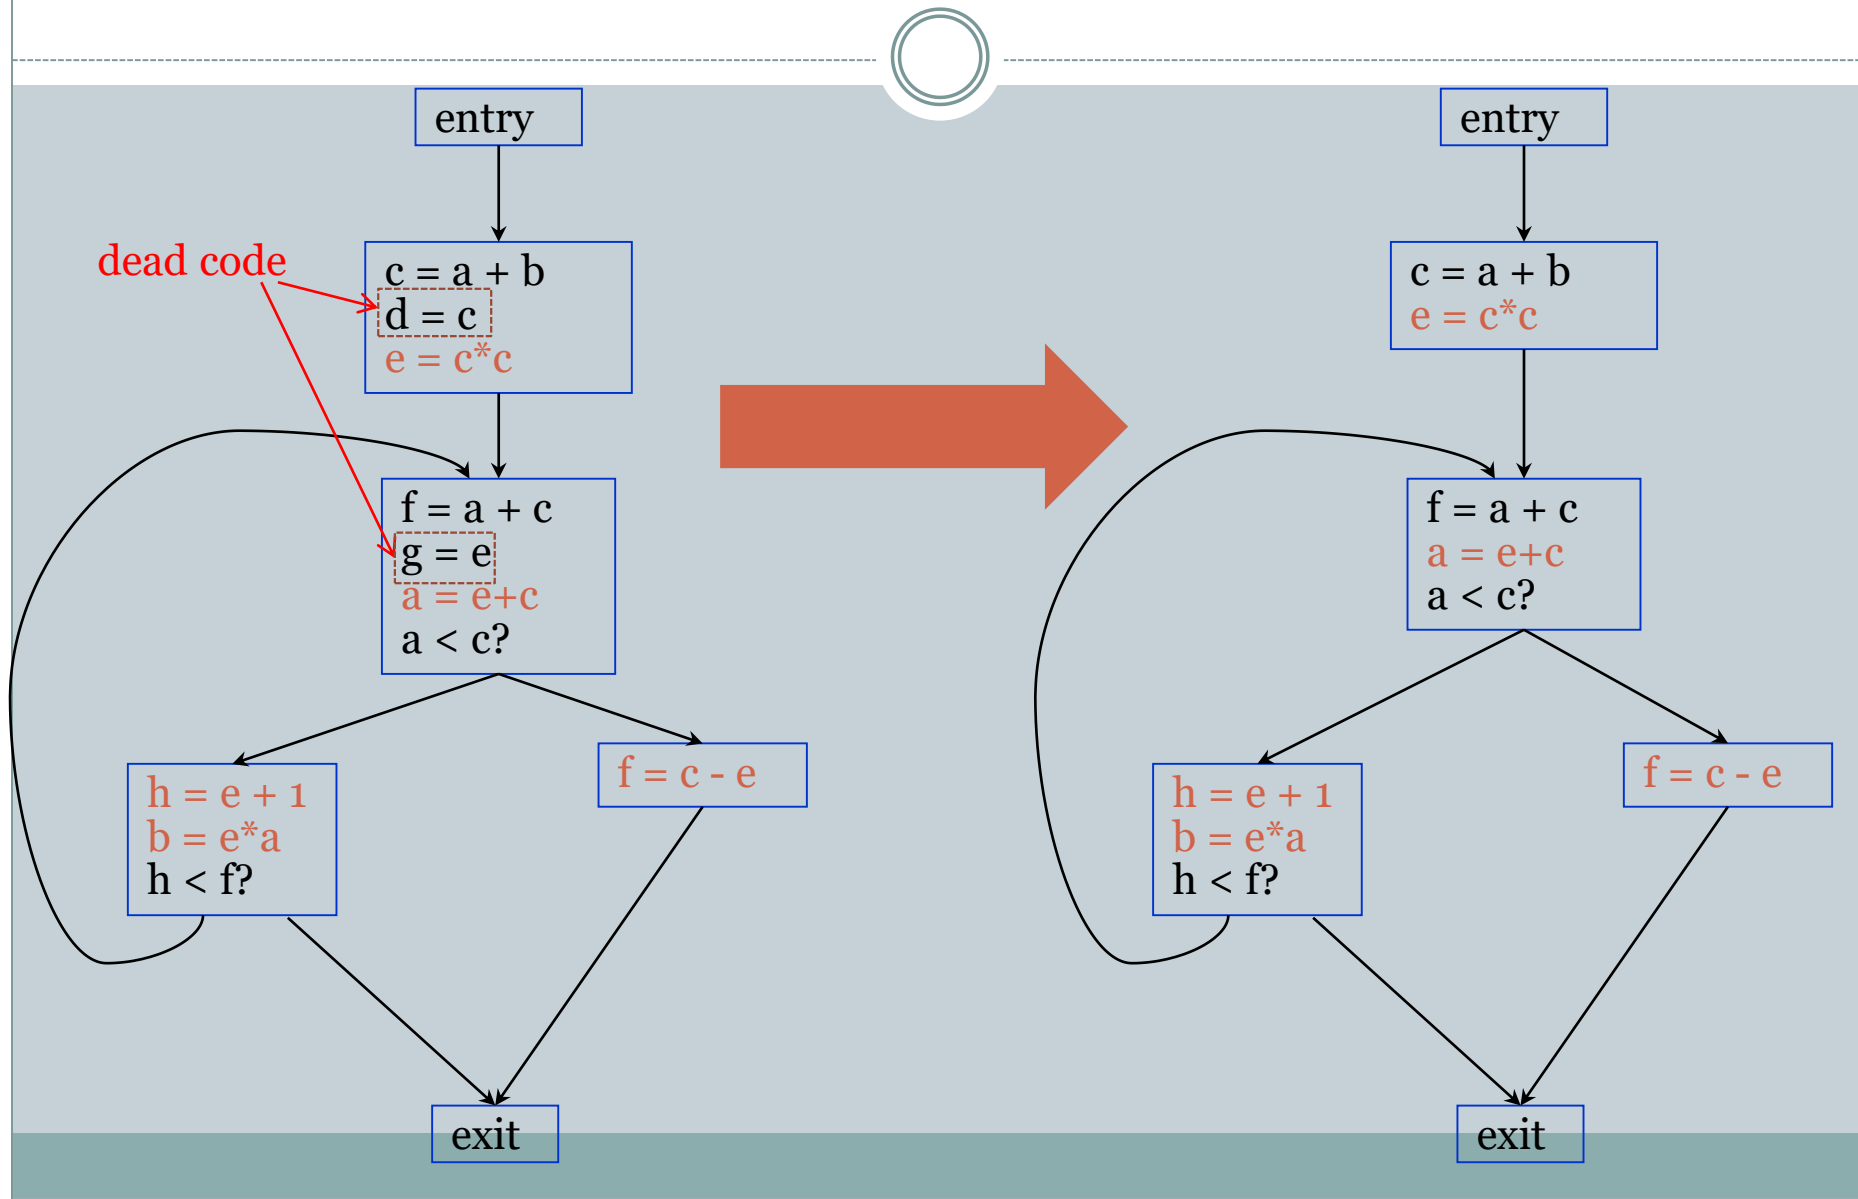 entry
dead code
c = a + b
d = c
e = c*c
f = a + c
g = e
a = e+c
a < c?
h = e + 1
b = e*a
h < f?
f = c - e
exit
entry
c = a + b
e = c*c
f = a + c
a = e+c
a < c?
h = e + 1
b = e*a
h < f?
f = c - e
exit